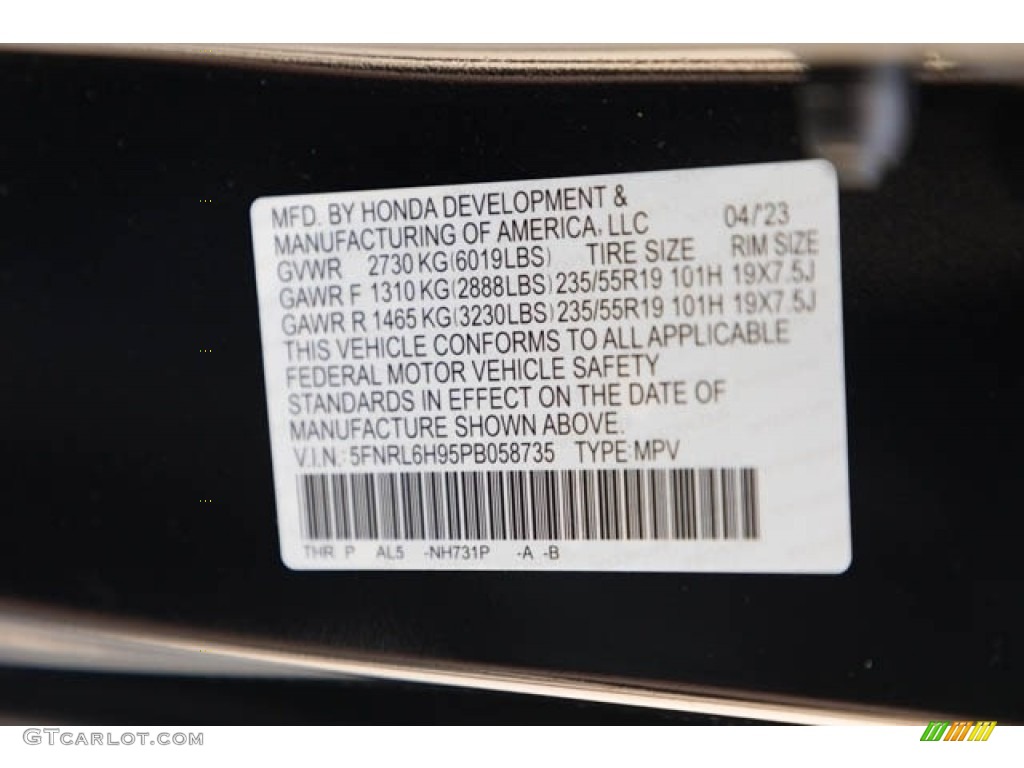 MFD. BY HONDA DEVELOPMENT & 
MANUFACTURING OF AMERICA, LLC 04/'23
GVWR 2730 KG(6019LBS) TIRE SIZE RIM SIZE
GAWR F 1310 KG(2888LBS) 235/55R19 101H 19X7.5J
GAWR R 1465 KG(3230LBS) 235/55R19 101H 19X7.5J
THIS VEHICLE CONFORMS TO ALL APPLICABLE
FEDERAL MOTOR VEHICLE SAFETY
STANDARDS IN EFFECT ON THE DATE OF
MANUFACTURE SHOWN ABOVE.
V.I.N.: 5FNRL6H95PB058735 TYPE:MPV
THR P AL5 -NH731P -A -B
GTCARLOT.COM